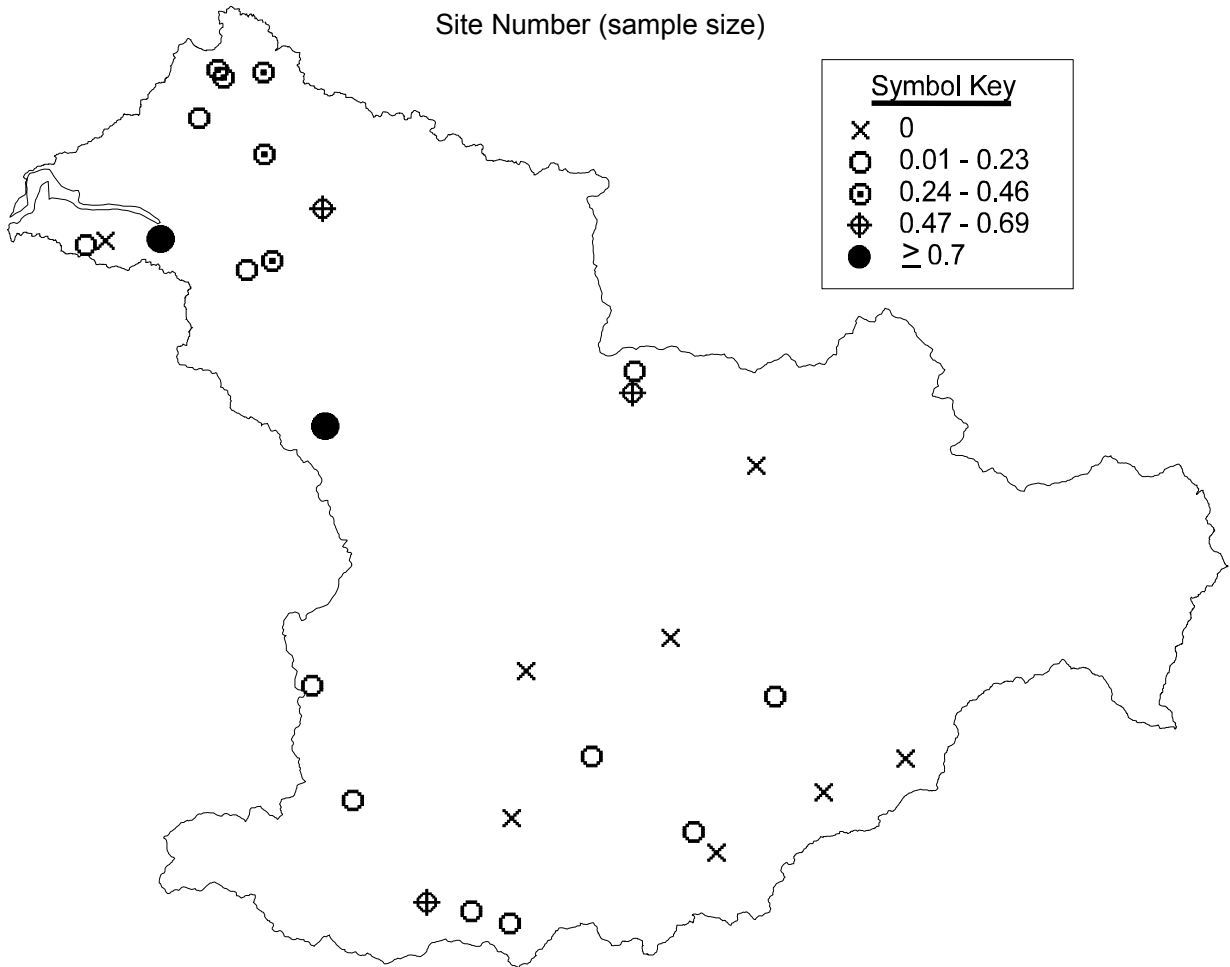 Site Number (sample size)
Symbol Key
0
0.01 - 0.23
0.24 - 0.46
0.47 - 0.69
≥ 0.7